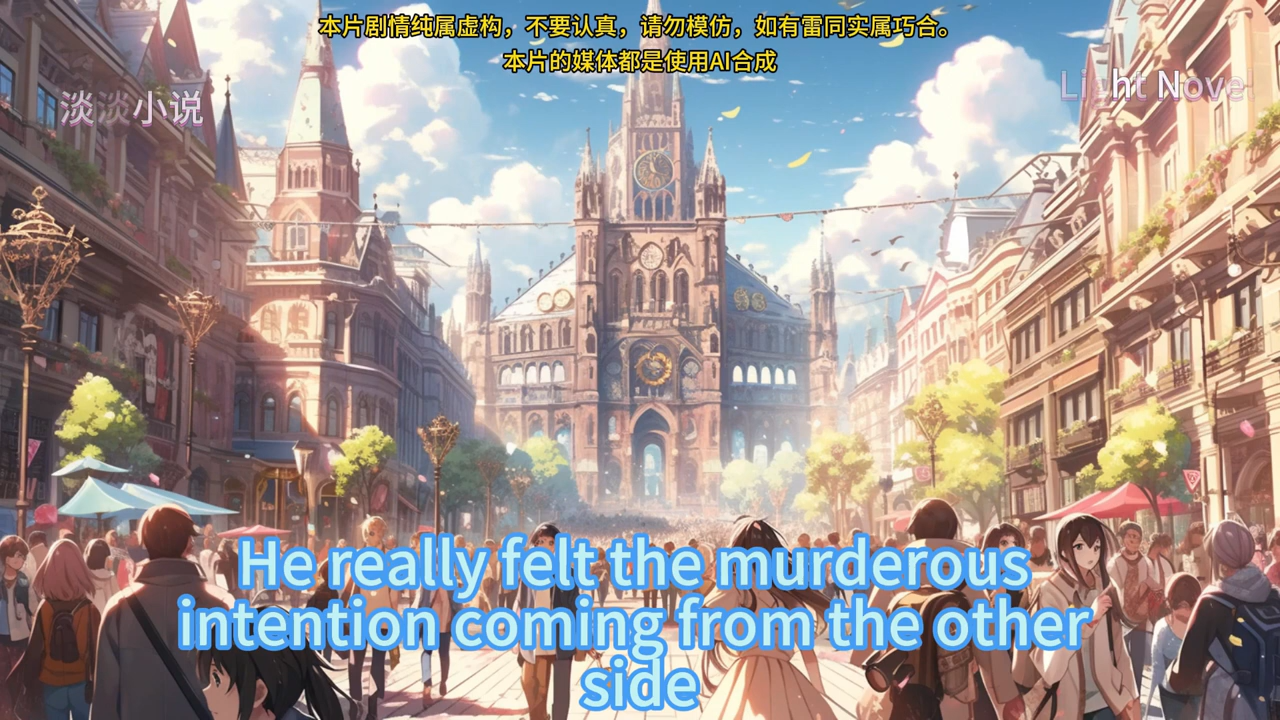 本片剧情纯属虚构，不要认真，请勿模仿，如有雷同实属巧合。
本片的媒体都是使用AI合成
淡淡小说
Light Novel
He really felt the murderous
intention coming from the other
side